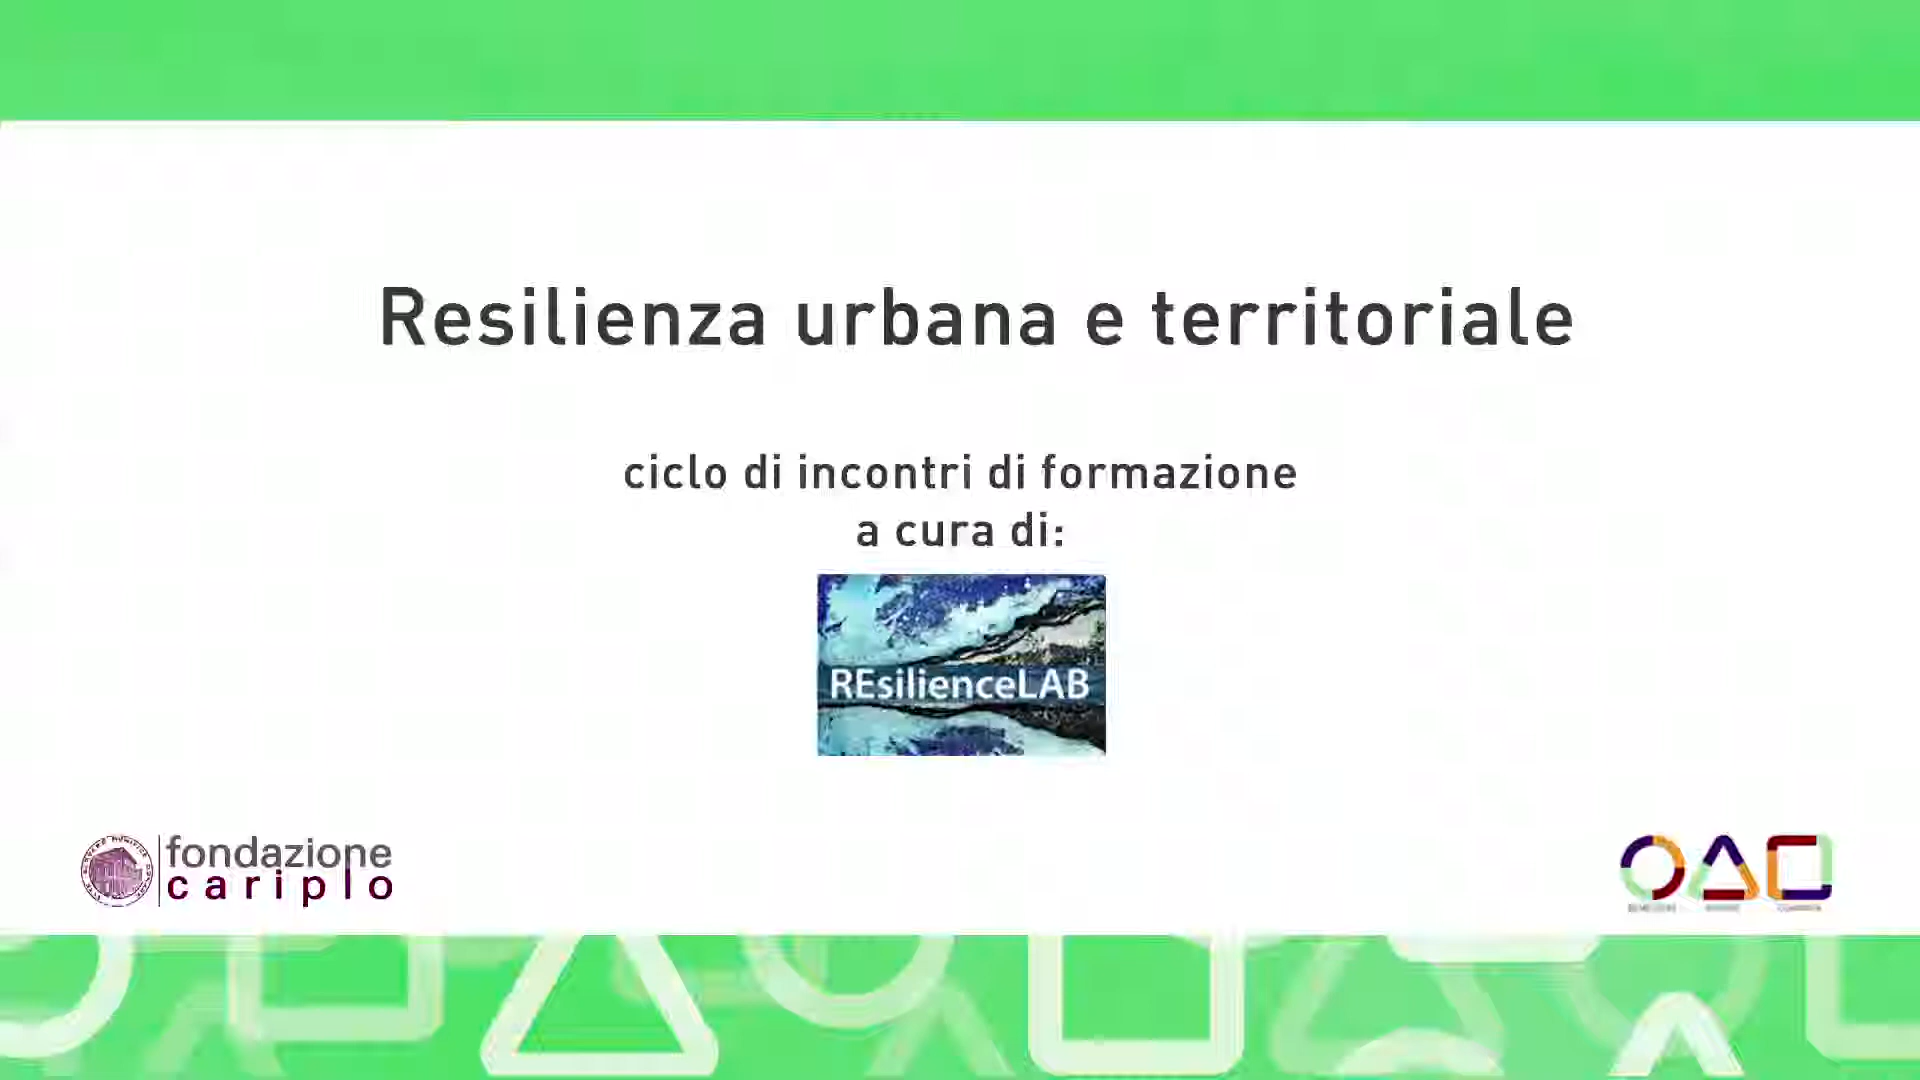 Resilienza urbana e territoriale
ciclo di incontri di formazione
a cura di:
REsilienceLAB
fondazione
cariplo